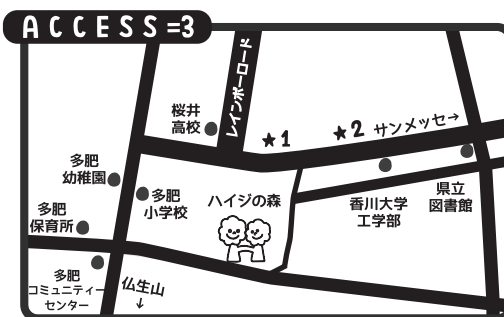 ACCESS=3
レインボーロード
桜井
高校
★1
★2 サンメッセ→
多肥
幼稚園
多肥
小学校
ハイジの森
香川大学
工学部
県立
図書館
多肥
保育所
多肥
コミュニティー
センター
仏生山
↓